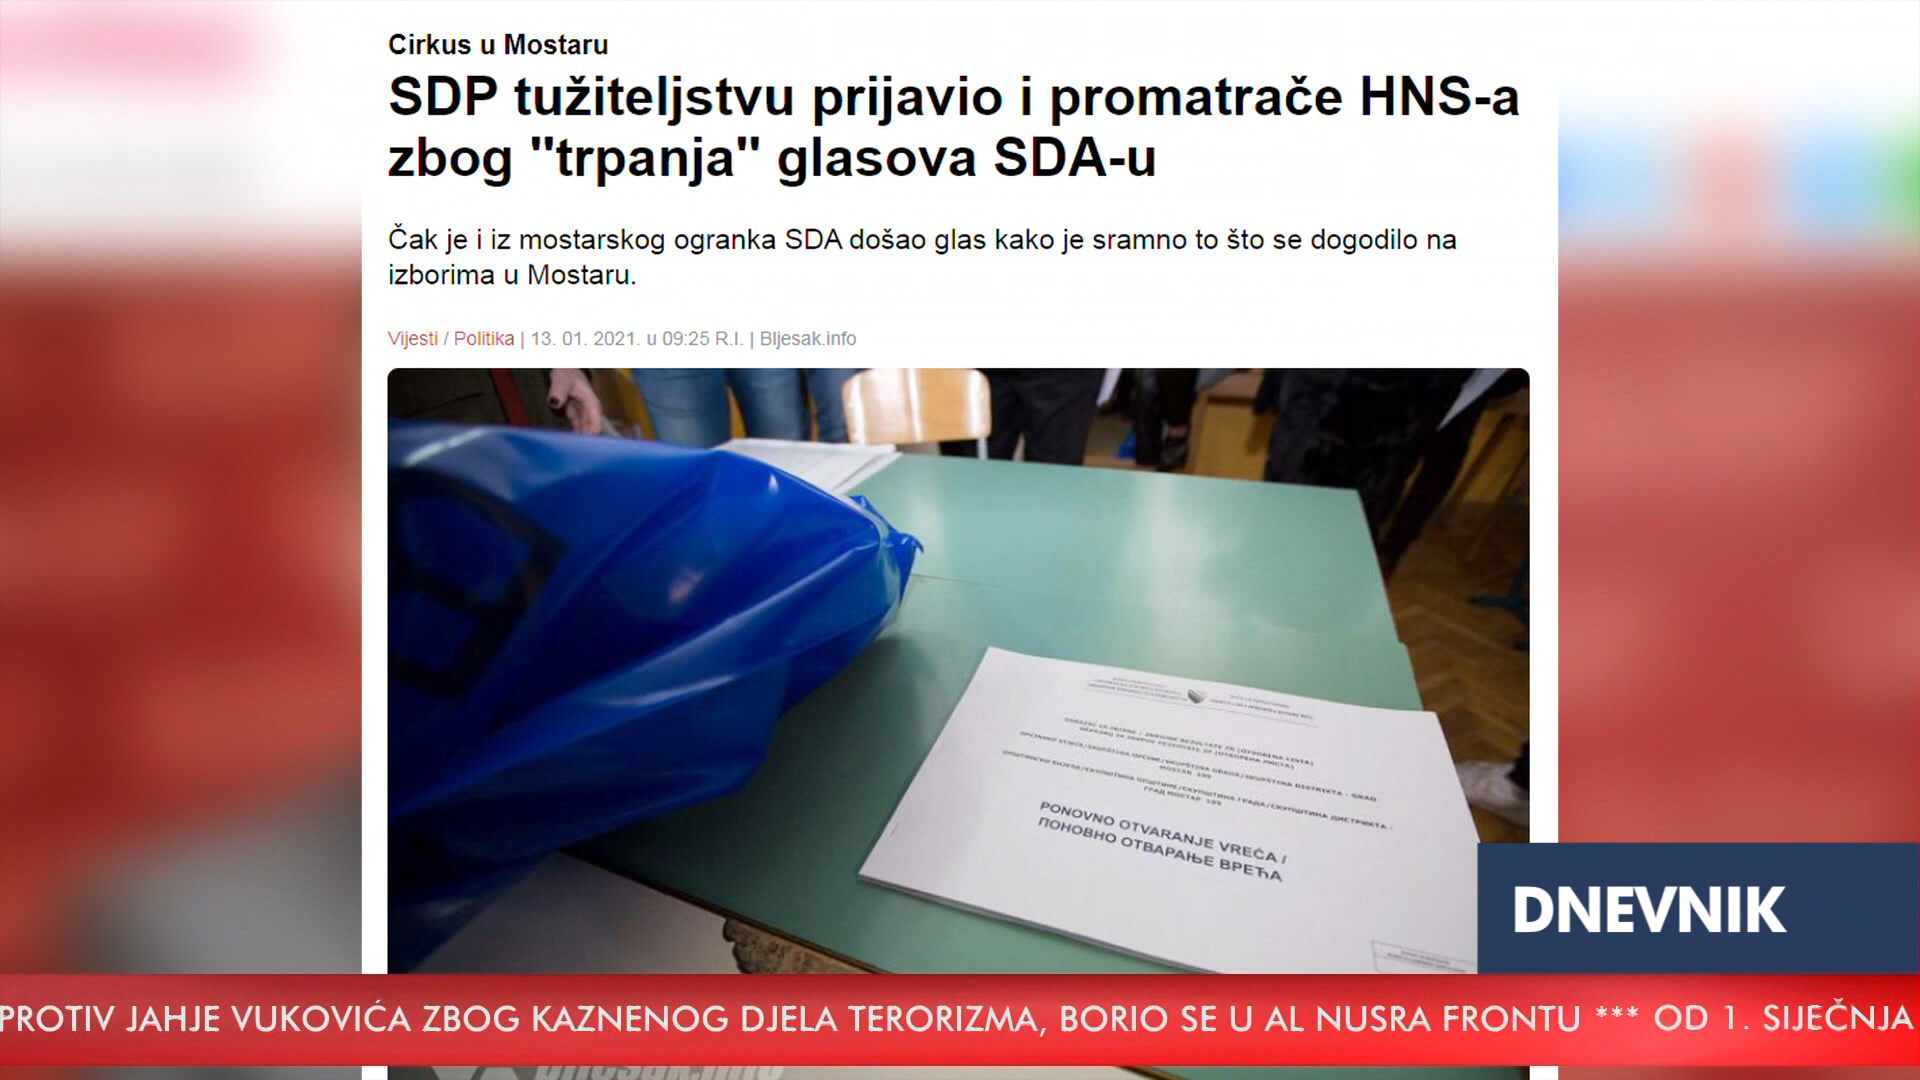 Cirkus u Mostaru
SDP tužiteljstvu prijavio i promatrače HNS-a
zbog "trpanja" glasova SDA-u
Čak je i iz mostarskog ogranka SDA došao glas kako je sramno to što se dogodilo na
izborima u Mostaru.
Vijesti / Politika | 13. 01. 2021. u 09:25 R.I. | Bljesak.info
PONOVNO OTVARANJE VREĆA /
ПОНОВНО ОТВАРАЊЕ ВРЕЋА
DNEVNIK
PROTIV JAHJE VUKOVIĆA ZBOG KAZNENOG DJELA TERORIZMA, BORIO SE U AL NUSRA FRONTU *** OD 1. SIJEČNJA